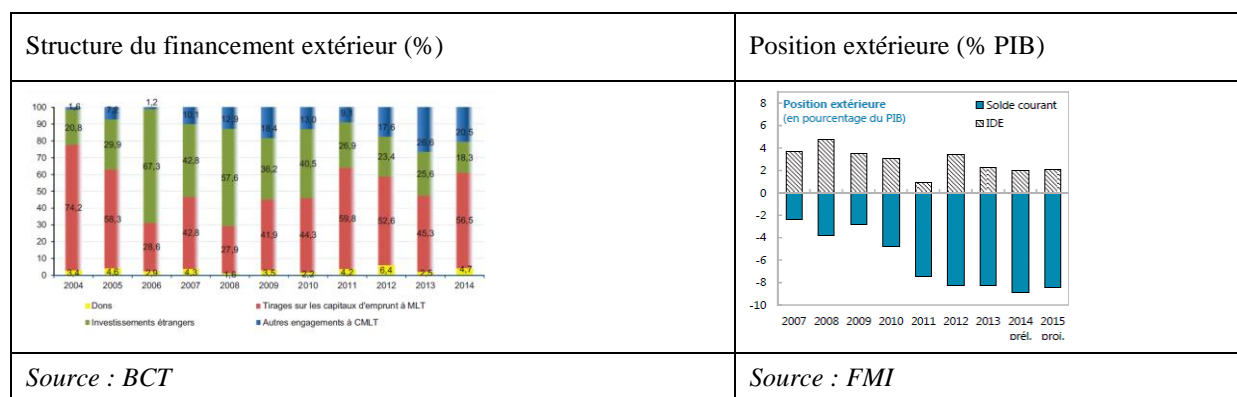 Structure du financement extérieur (%)
Position extérieure (% PIB)
100
90
80
70
60
50
40
30
20
10
0
1,6 7,2 1,2 10,1 12,9 18,4 13,0 9,1 17,6 26,6 20,5
20,8 29,9 67,3 42,8 57,6 36,2 40,5 26,9 23,4 25,6 18,3
74,2 58,3 28,6 42,8 27,9 41,9 44,3 59,8 52,6 45,3 56,5
3,4 4,6 2,9 4,3 1,6 3,5 2,2 4,2 6,4 2,5 4,7
2004 2005 2006 2007 2008 2009 2010 2011 2012 2013 2014
Dons
Tirages sur les capitaux d'emprunt à MLT
Investissements étrangers
Autres engagements à CMLT
Position extérieure
(en pourcentage du PIB)
Solde courant
IDE
8
6
4
2
0
-2
-4
-6
-8
-10
2007 2008 2009 2010 2011 2012 2013 2014 2015
prél. proj.
Source : BCT
Source : FMI